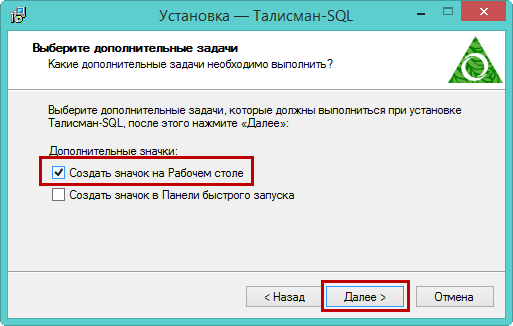 Установка — Талисман-SQL
Выберите дополнительные задачи
Какие дополнительные задачи необходимо выполнить?
Выберите дополнительные задачи, которые должны выполниться при установке
Талисман-SQL, после этого нажмите «Далее»:
Дополнительные значки:
Создать значок на Рабочем столе
Создать значок в Панели быстрого запуска
< Назад
Далее >
Отмена